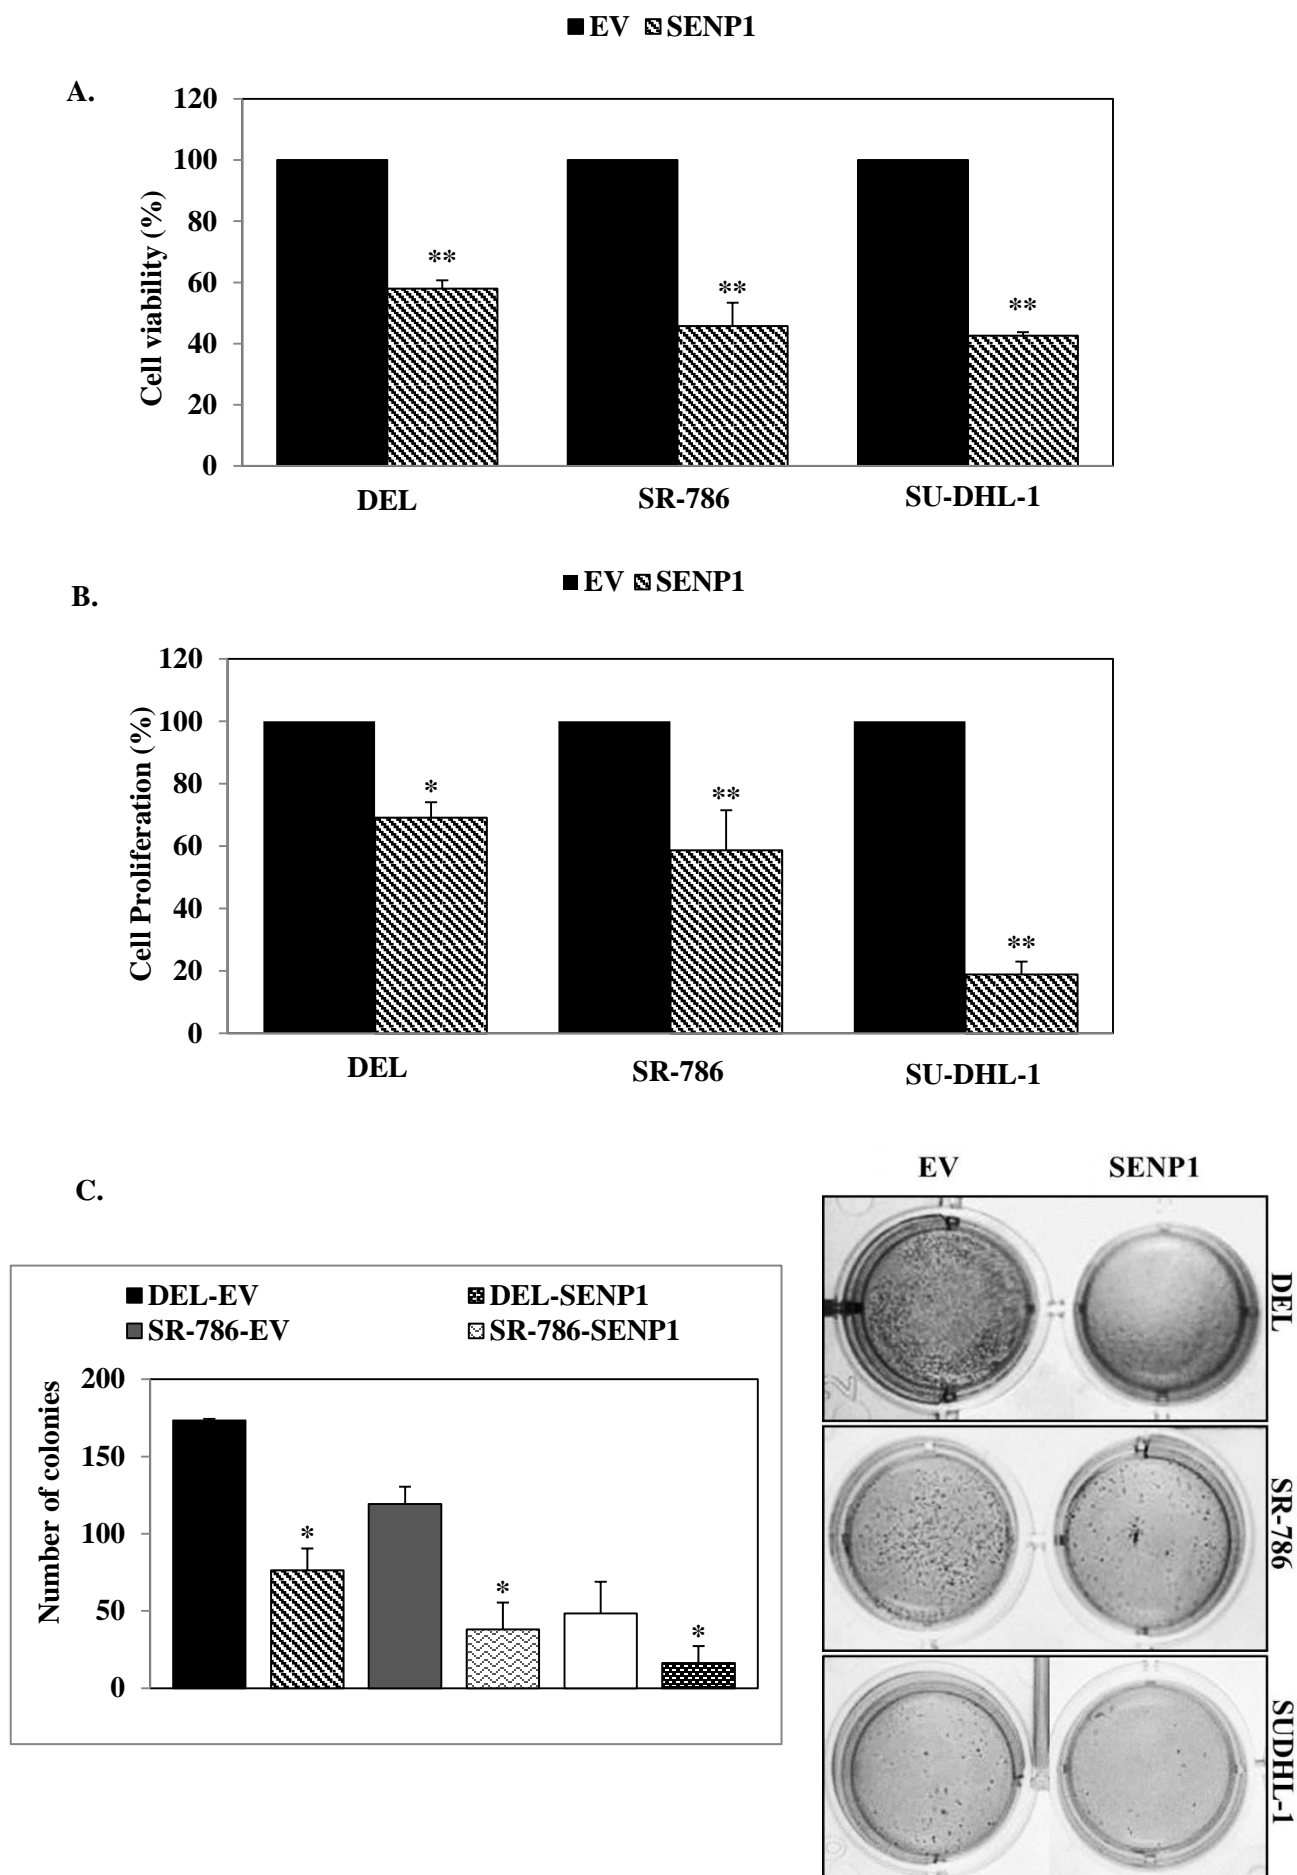 EV SENP1
A.
120
100
80
60
40
20
0
Cell viability (%)
**
**
**
DEL SR-786 SU-DHL-1
EV SENP1
B.
120
100
80
60
40
20
0
Cell Proliferation (%)
*
**
**
DEL SR-786 SU-DHL-1
C.
DEL-EV DEL-SENP1
SR-786-EV SR-786-SENP1
200
150
100
50
0
Number of colonies
*
*
*
EV SENP1
DEL
SR-786
SUDHL-1